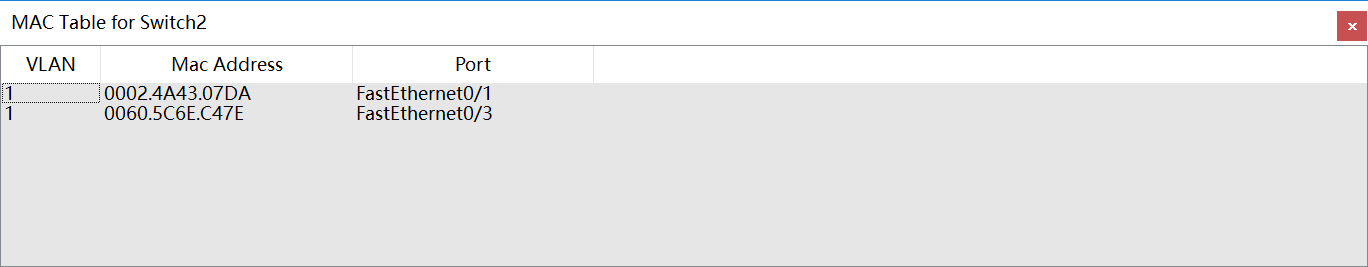 MAC Table for Switch2
VLAN Mac Address Port
1 0002.4A43.07DA FastEthernet0/1
1 0060.5C6E.C47E FastEthernet0/3